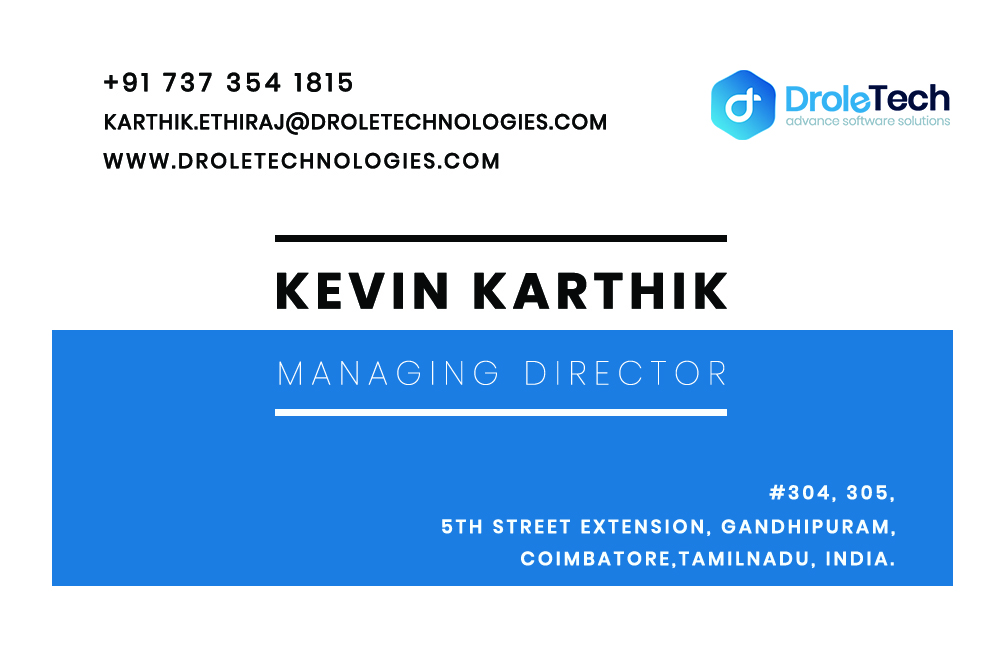 +91 737 354 1815
KARTHIK.ETHIRAJ@DROLETECHNOLOGIES.COM
WWW.DROLETECHNOLOGIES.COM
DroleTech
advance software solutions
KEVIN KARTHIK
MANAGING DIRECTOR
#304, 305,
5TH STREET EXTENSION, GANDHIPURAM,
COIMBATORE,TAMILNADU, INDIA.